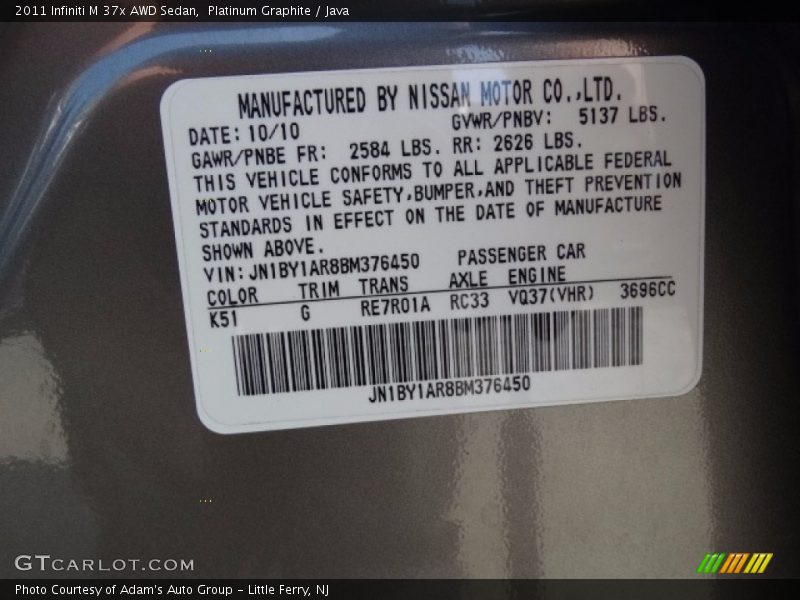 2011 Infiniti M 37x AWD Sedan, Platinum Graphite / Java
MANUFACTURED BY NISSAN MOTOR CO.,LTD.
DATE: 10/10 GVWR/PNBV: 5137 LBS.
GAWR/PNBE FR: 2584 LBS. RR: 2626 LBS.
THIS VEHICLE CONFORMS TO ALL APPLICABLE FEDERAL
MOTOR VEHICLE SAFETY,BUMPER,AND THEFT PREVENTION
STANDARDS IN EFFECT ON THE DATE OF MANUFACTURE
SHOWN ABOVE.
VIN: JN1BY1AR8BM376450 PASSENGER CAR
COLOR TRIM TRANS AXLE ENGINE
K51 G RE7R01A RC33 VQ37(VHR) 3696CC
JN1BY1AR8BM376450
GTCARLOT.COM
Photo Courtesy of Adam's Auto Group - Little Ferry, NJ